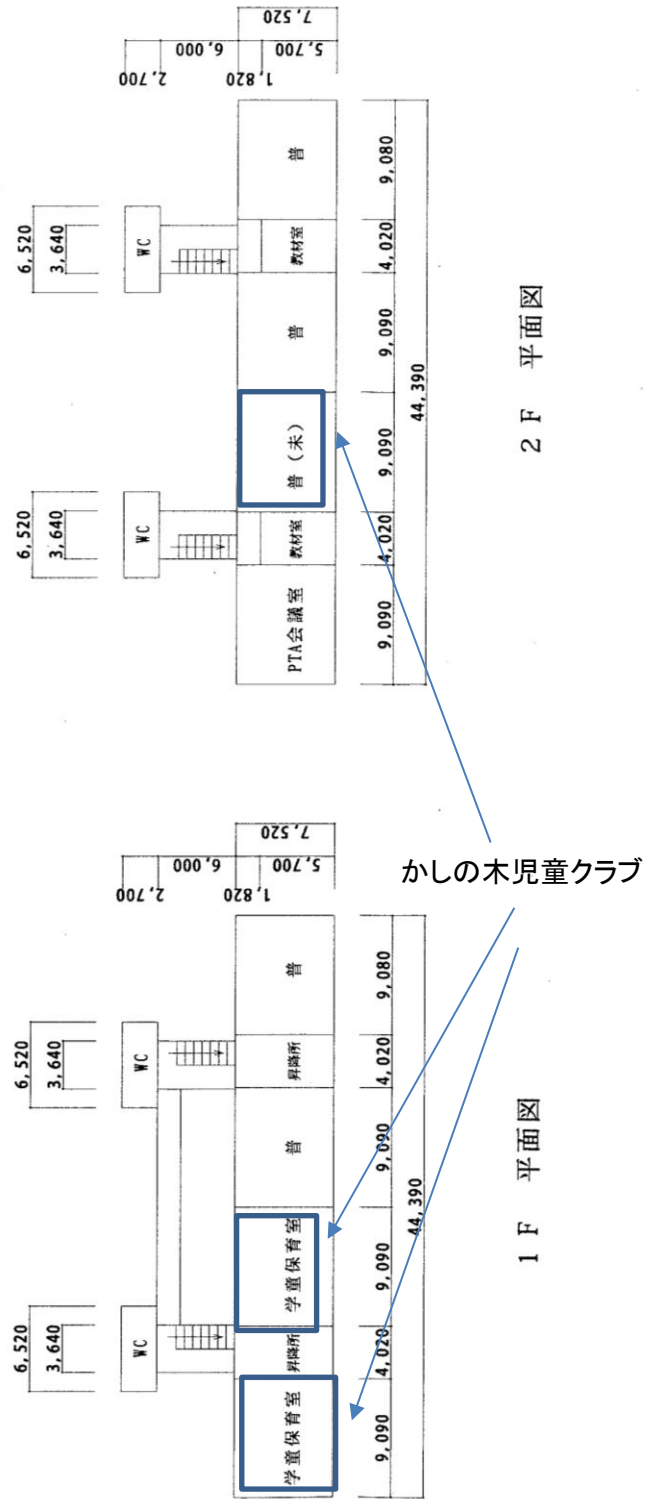 7,520
2,700
6,000
1,820
5,700
6,520
3,640
WC
普
9,080
教材室
4,020
普
9,090
普(未)
9,090
44,390
6,520
3,640
WC
教材室
4,020
PTA会議室
9,090
2F 平面図
かしの木児童クラブ
7,520
2,700
6,000
1,820
5,700
6,520
3,640
WC
普
9,080
昇降所
4,020
普
9,090
学童保育室
9,090
44,390
6,520
3,640
WC
昇降所
4,020
学童保育室
9,090
1F 平面図